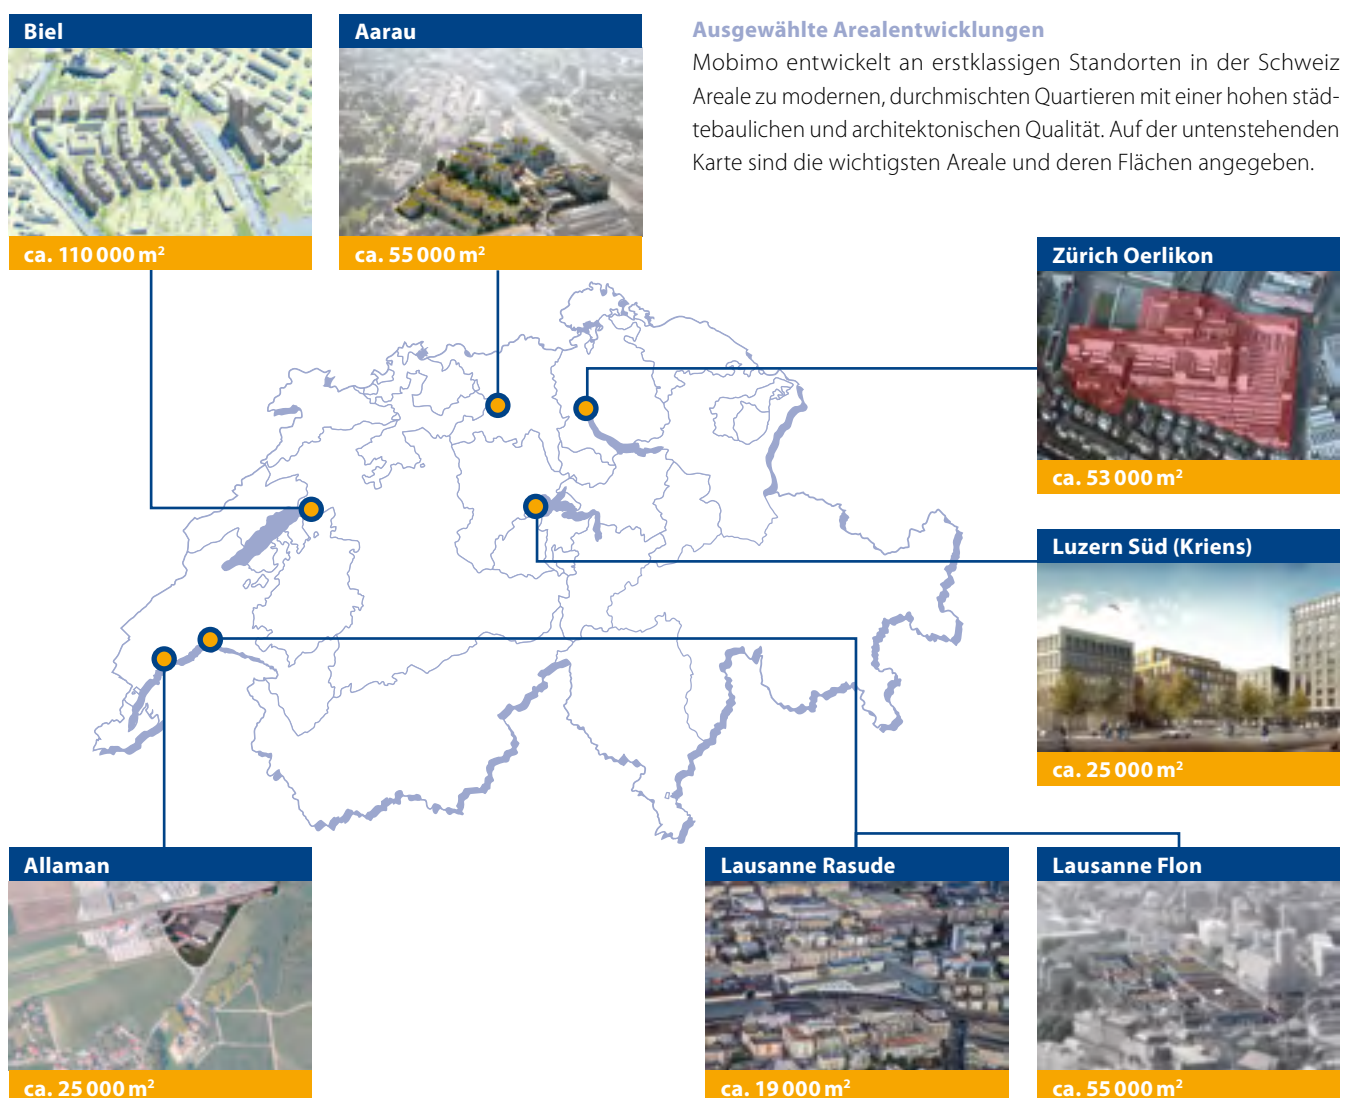 Biel
ca. 110 000 m²
Aarau
ca. 55 000 m²
Ausgewählte Arealentwicklungen
Mobimo entwickelt an erstklassigen Standorten in der Schweiz
Areale zu modernen, durchmischten Quartieren mit einer hohen städ-
tebaulichen und architektonischen Qualität. Auf der untenstehenden
Karte sind die wichtigsten Areale und deren Flächen angegeben.
Zürich Oerlikon
ca. 53 000 m²
Luzern Süd (Kriens)
ca. 25 000 m²
Allaman
ca. 25 000 m²
Lausanne Rasude
ca. 19 000 m²
Lausanne Flon
ca. 55 000 m²